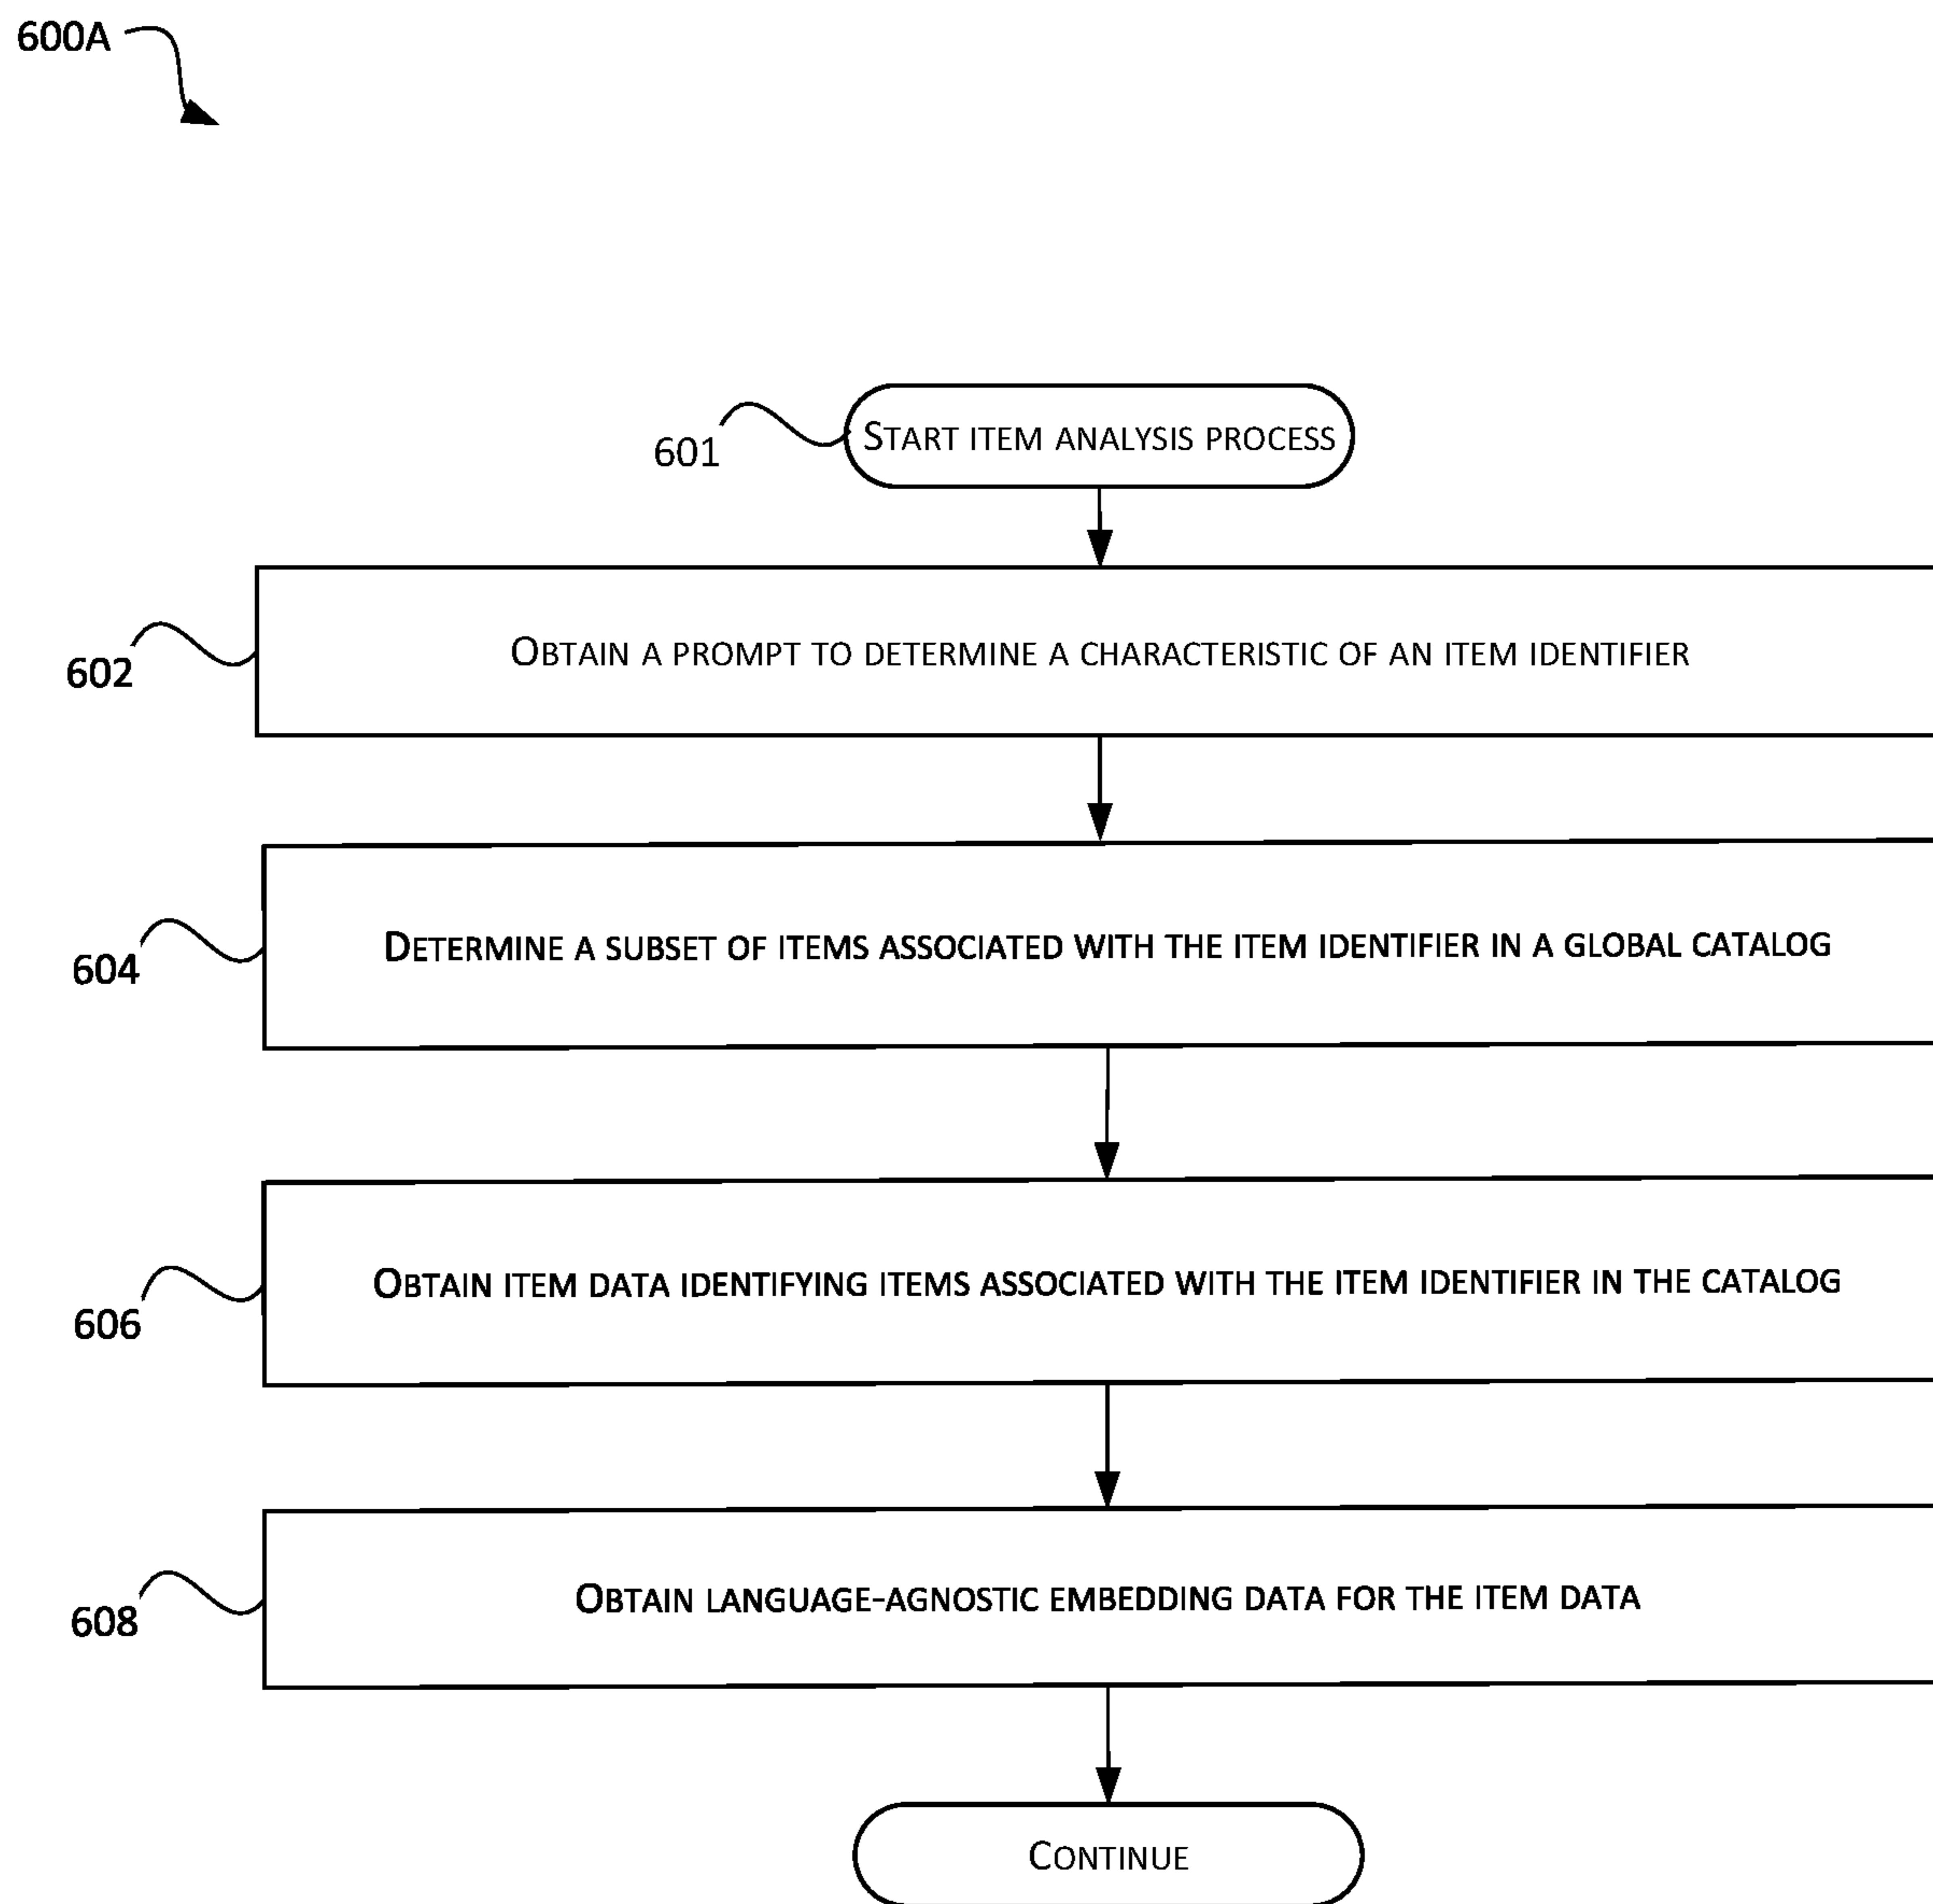 600A
601
START ITEM ANALYSIS PROCESS
602
OBTAIN A PROMPT TO DETERMINE A CHARACTERISTIC OF AN ITEM IDENTIFIER
604
DETERMINE A SUBSET OF ITEMS ASSOCIATED WITH THE ITEM IDENTIFIER IN A GLOBAL CATALOG
606
OBTAIN ITEM DATA IDENTIFYING ITEMS ASSOCIATED WITH THE ITEM IDENTIFIER IN THE CATALOG
608
OBTAIN LANGUAGE-AGNOSTIC EMBEDDING DATA FOR THE ITEM DATA
CONTINUE